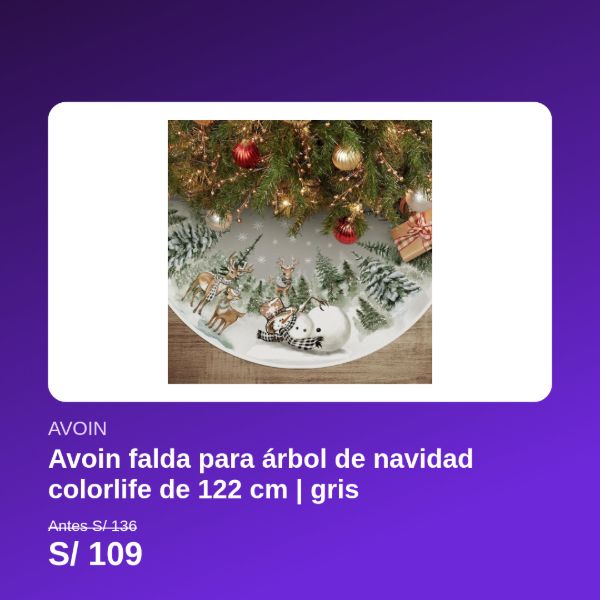 AVOIN
Avoin falda para árbol de navidad
colorlife de 122 cm | gris
Antes S/ 136
S/ 109